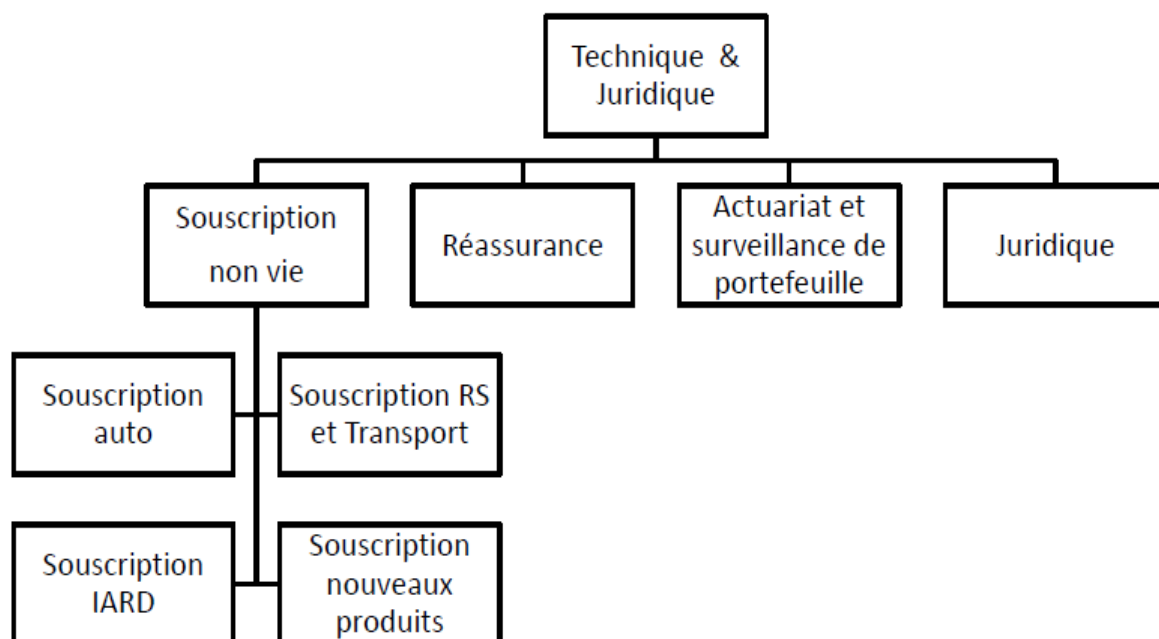 Technique &
Juridique
Souscription
non vie
Réassurance
Actuariat et
surveillance de
portefeuille
Juridique
Souscription
auto
Souscription RS
et Transport
Souscription
IARD
Souscription
nouveaux
produits